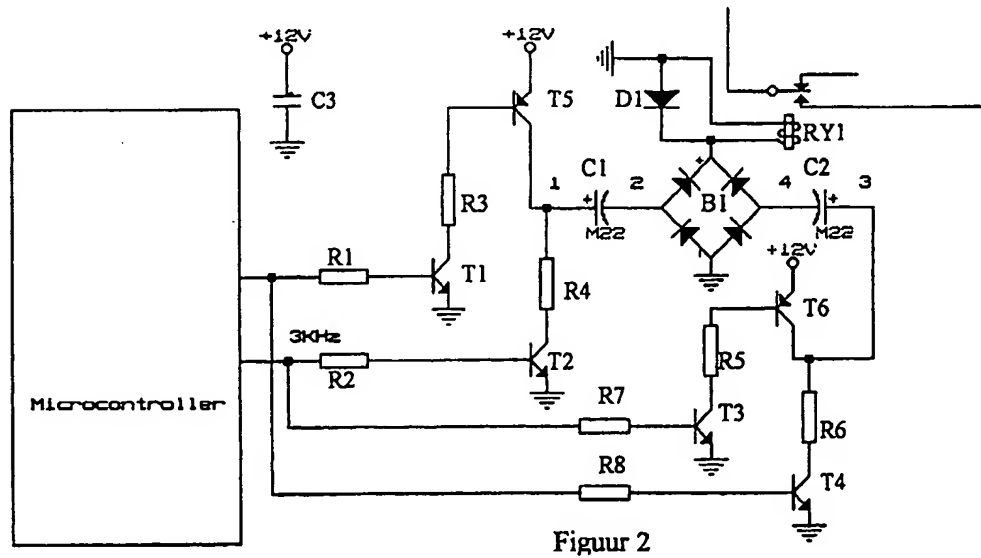 +12V
+12V
C3
T5
D1
RY1
R3
C1
1
+
2
+
B1
4
C2
+
3
M22
M22
+12V
R1
T1
R4
T6
3KHz
R2
T2
R5
Microcontroller
R7
T3
R6
R8
T4
Figuur 2